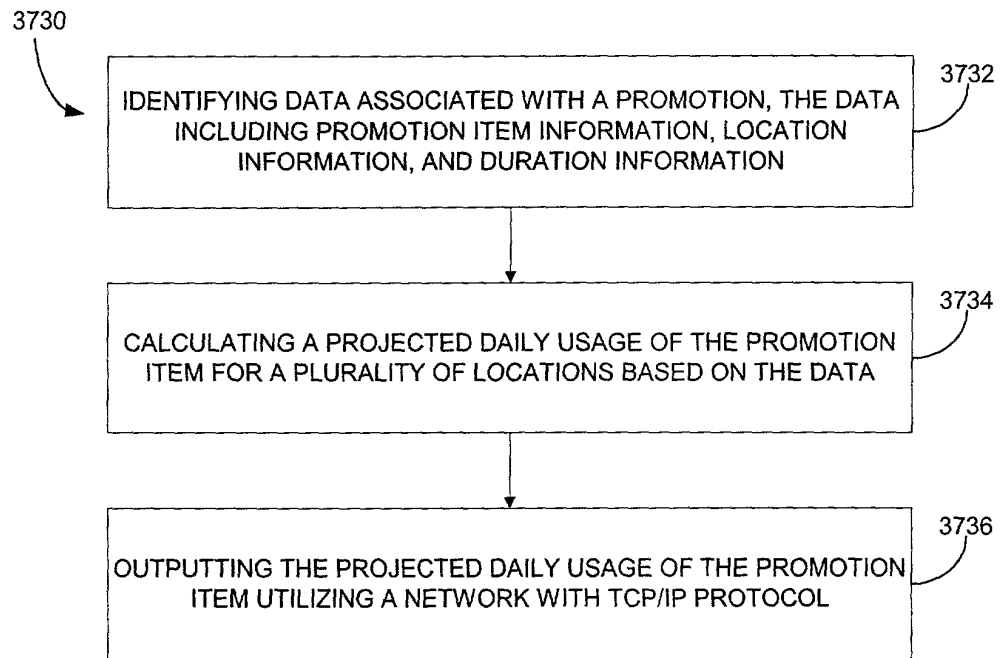 3730
3732
IDENTIFYING DATA ASSOCIATED WITH A PROMOTION, THE DATA
INCLUDING PROMOTION ITEM INFORMATION, LOCATION
INFORMATION, AND DURATION INFORMATION
3734
CALCULATING A PROJECTED DAILY USAGE OF THE PROMOTION
ITEM FOR A PLURALITY OF LOCATIONS BASED ON THE DATA
3736
OUTPUTTING THE PROJECTED DAILY USAGE OF THE PROMOTION
ITEM UTILIZING A NETWORK WITH TCP/IP PROTOCOL